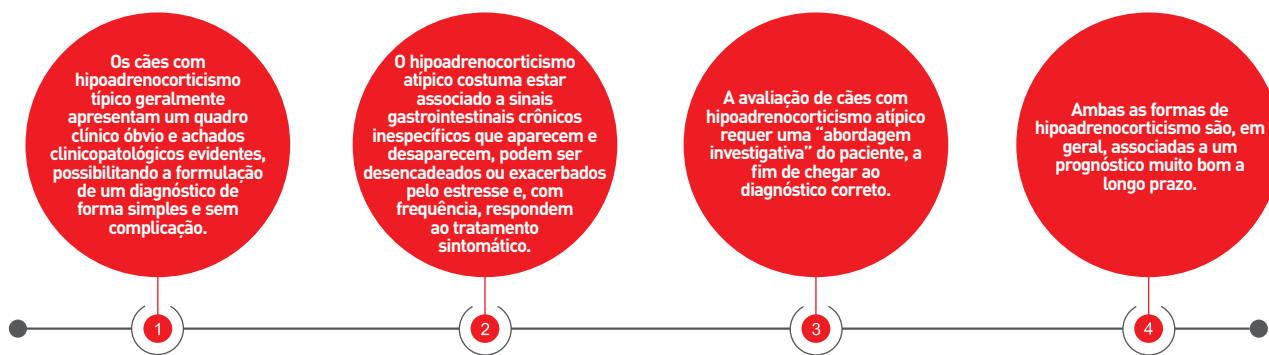 Os cães com
hipoadrenocorticismo
típico geralmente
apresentam um quadro
clínico óbvio e achados
clinicopatológicos evidentes,
possibilitando a formulação
de um diagnóstico de
forma simples e sem
complicação.
O hipoadrenocorticismo
atípico costuma estar
associado a sinais
gastrointestinais crônicos
inespecíficos que aparecem e
desaparecem, podem ser
desencadeados ou exacerbados
pelo estresse e, com
frequência, respondem
ao tratamento
sintomático.
A avaliação de cães com
hipoadrenocorticismo atípico
requer uma “abordagem
investigativa” do paciente, a
fim de chegar ao
diagnóstico correto.
Ambas as formas de
hipoadrenocorticismo são, em
geral, associadas a um
prognóstico muito bom a
longo prazo.
1
2
3
4